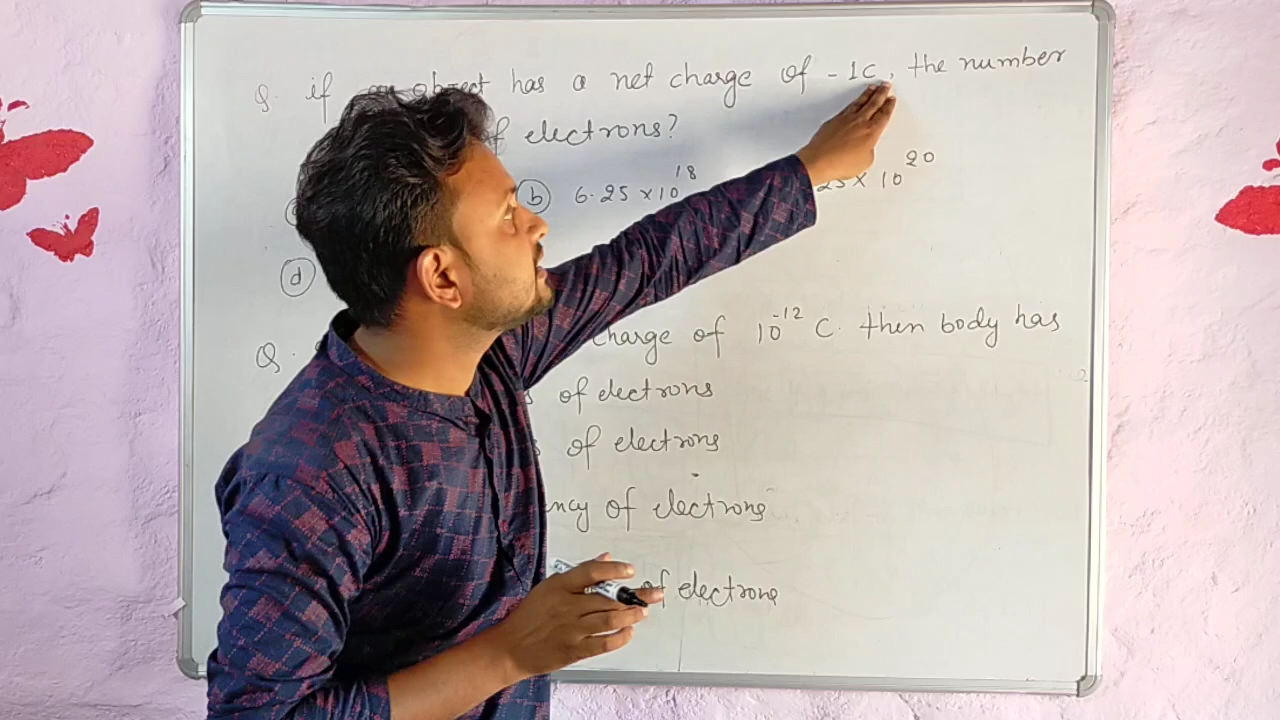 Q. if an object has a net charge of - 1C, the number
of electrons?
(b) 6.25 x 10^18 25 x 10^20
(d)
Q. charge of 10^-12 C. then body has
of electrons
of electrons
ncy of electrons
of electrons